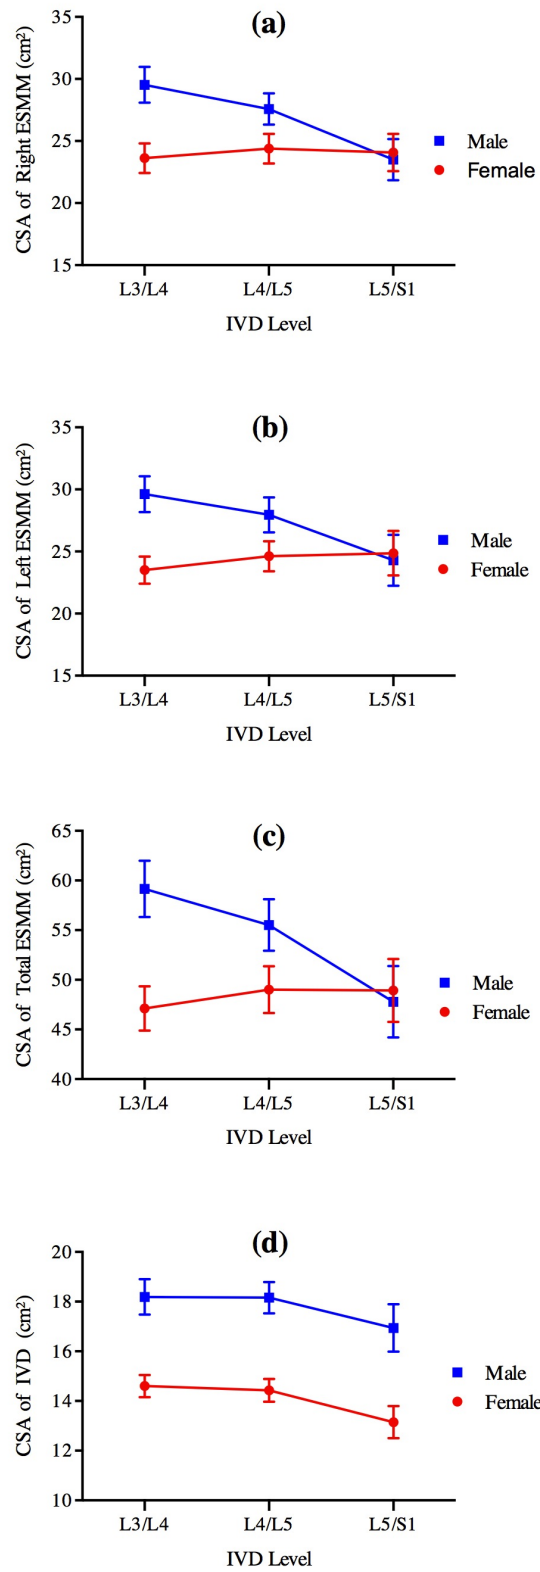 (a)
CSA of Right ESMM (cm²)
35
30
25
20
15
L3/L4 L4/L5 L5/S1
IVD Level
Male
Female
(b)
CSA of Left ESMM (cm²)
35
30
25
20
15
L3/L4 L4/L5 L5/S1
IVD Level
Male
Female
(c)
CSA of Total ESMM (cm²)
65
60
55
50
45
40
L3/L4 L4/L5 L5/S1
IVD Level
Male
Female
(d)
CSA of IVD (cm²)
20
18
16
14
12
10
L3/L4 L4/L5 L5/S1
IVD Level
Male
Female